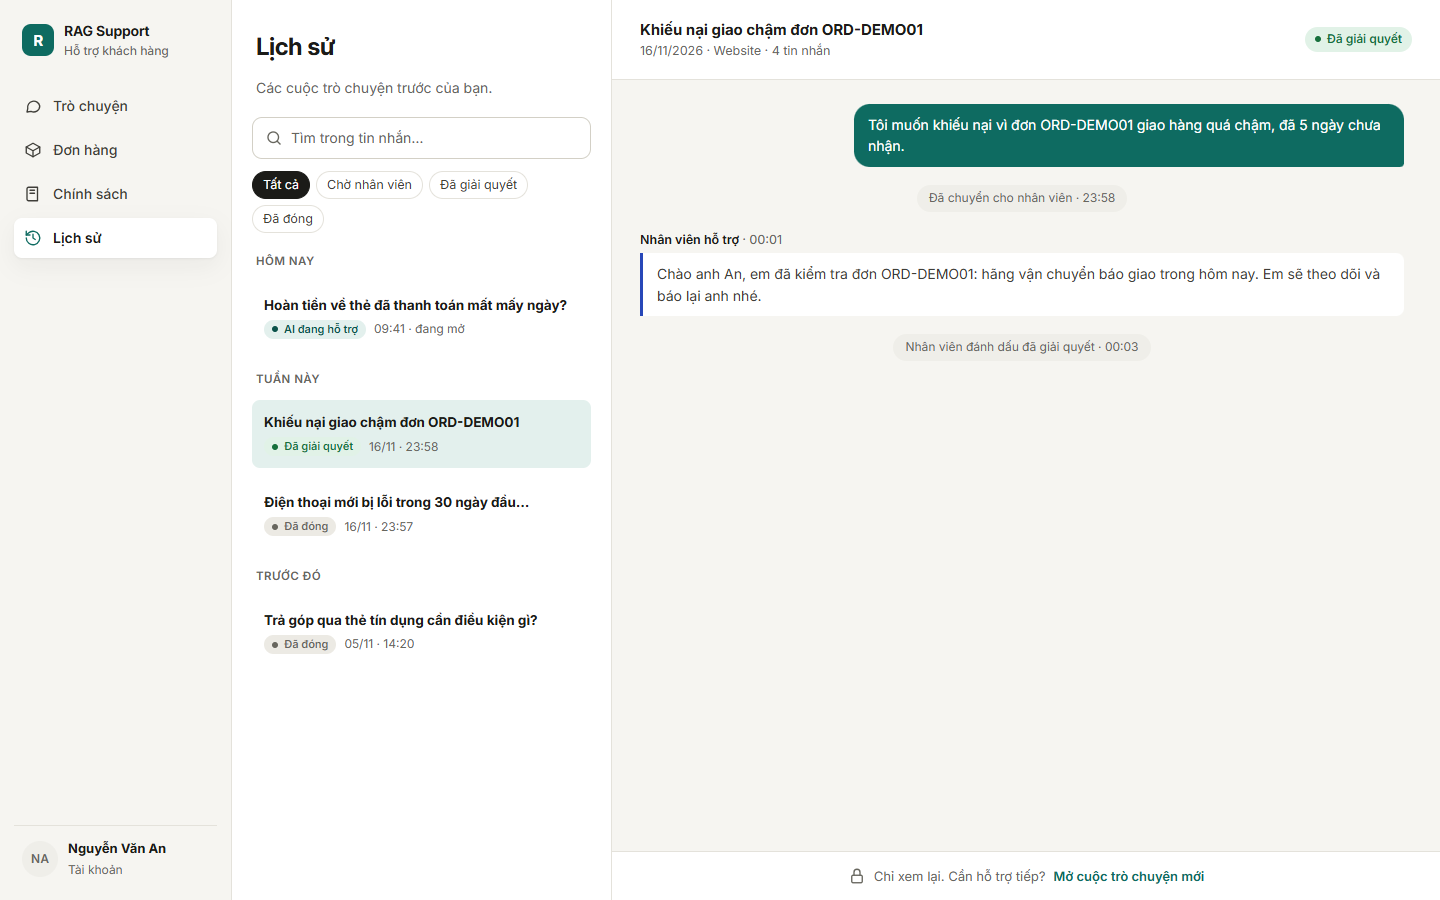 R
RAG Support
Hỗ trợ khách hàng
Trò chuyện
Đơn hàng
Chính sách
Lịch sử
NA
Nguyễn Văn An
Tài khoản
Lịch sử
Các cuộc trò chuyện trước của bạn.
Tìm trong tin nhắn...
Tất cả
Chờ nhân viên
Đã giải quyết
Đã đóng
HÔM NAY
Hoàn tiền về thẻ đã thanh toán mất mấy ngày?
AI đang hỗ trợ 09:41 · đang mở
TUẦN NÀY
Khiếu nại giao chậm đơn ORD-DEMO01
Đã giải quyết 16/11 · 23:58
Điện thoại mới bị lỗi trong 30 ngày đầu...
Đã đóng 16/11 · 23:57
TRƯỚC ĐÓ
Trả góp qua thẻ tín dụng cần điều kiện gì?
Đã đóng 05/11 · 14:20
Khiếu nại giao chậm đơn ORD-DEMO01
16/11/2026 · Website · 4 tin nhắn
Đã giải quyết
Tôi muốn khiếu nại vì đơn ORD-DEMO01 giao hàng quá chậm, đã 5 ngày chưa
nhận.
Đã chuyển cho nhân viên · 23:58
Nhân viên hỗ trợ · 00:01
Chào anh An, em đã kiểm tra đơn ORD-DEMO01: hãng vận chuyển báo giao trong hôm nay. Em sẽ theo dõi và
báo lại anh nhé.
Nhân viên đánh dấu đã giải quyết · 00:03
Chỉ xem lại. Cần hỗ trợ tiếp? Mở cuộc trò chuyện mới